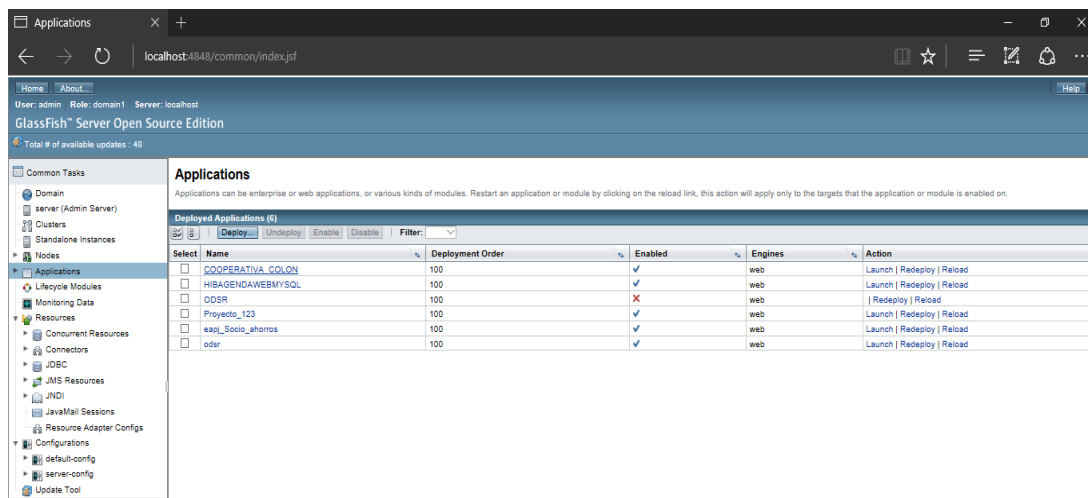 Applications
localhost:4848/common/index.jsf
Home About... Help
User: admin Role: domain1 Server: localhost
GlassFish™ Server Open Source Edition
Total # of available updates : 48
Common Tasks
Domain
server (Admin Server)
Clusters
Standalone Instances
Nodes
Applications
Lifecycle Modules
Monitoring Data
Resources
Concurrent Resources
Connectors
JDBC
JMS Resources
JNDI
JavaMail Sessions
Resource Adapter Configs
Configurations
default-config
server-config
Update Tool
Applications
Applications can be enterprise or web applications, or various kinds of modules. Restart an application or module by clicking on the reload link, this action will apply only to the targets that the application or module is enabled on.
Deployed Applications (6)
Deploy... Undeploy Enable Disable Filter:
Select Name Deployment Order Enabled Engines Action
COOPERATIVA_COLON 100 web Launch | Redeploy | Reload
HIBAGENDAWEBMYSQL 100 web Launch | Redeploy | Reload
ODSR 100 web | Redeploy | Reload
Proyecto_123 100 web Launch | Redeploy | Reload
eapj_Socio_ahorros 100 web Launch | Redeploy | Reload
odsr 100 web Launch | Redeploy | Reload